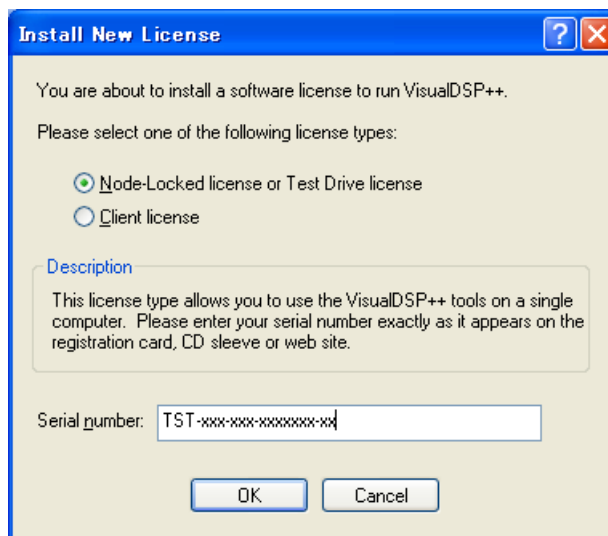 Install New License
You are about to install a software license to run VisualDSP++.
Please select one of the following license types:
Node-Locked license or Test Drive license
Client license
Description
This license type allows you to use the VisualDSP++ tools on a single
computer. Please enter your serial number exactly as it appears on the
registration card, CD sleeve or web site.
Serial number: TST-xxx-xxx-xxxxxxx-xx
OK Cancel